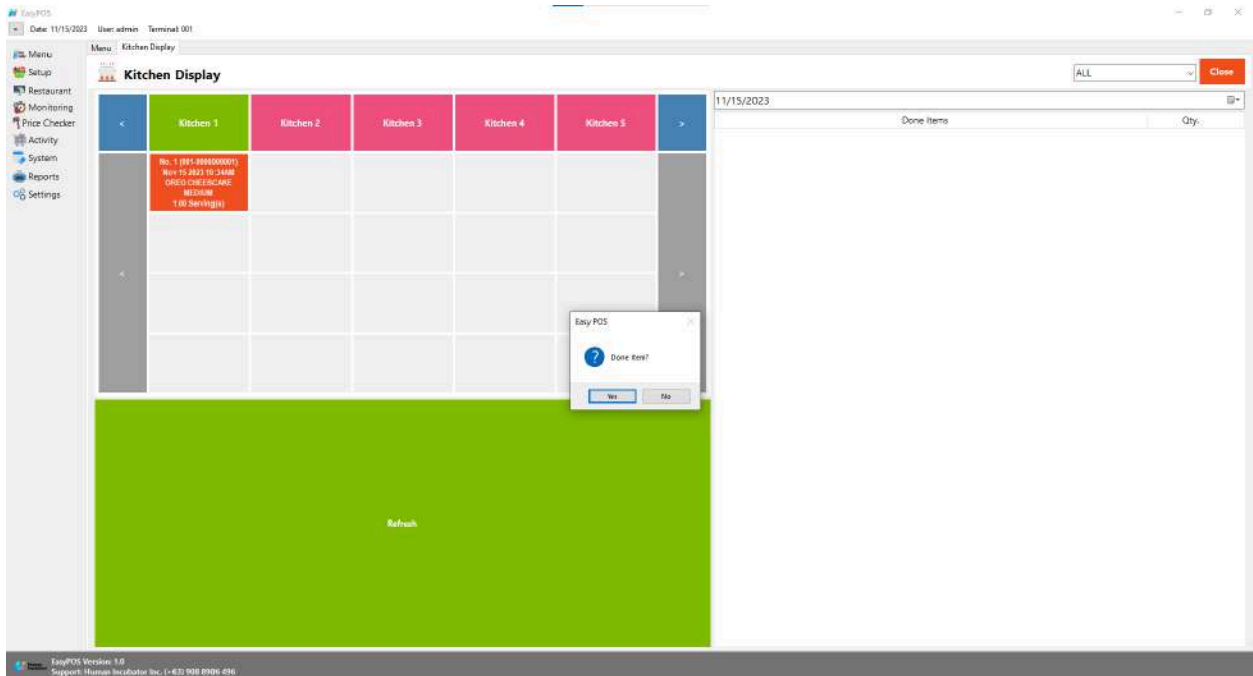 EasyPOS
Date: 11/15/2023 User: admin Terminal: 001
Menu
Setup
Restaurant
Monitoring
Price Checker
Activity
System
Reports
Settings
Menu Kitchen Display
Kitchen Display
ALL
Close
< Kitchen 1 Kitchen 2 Kitchen 3 Kitchen 4 Kitchen 5 >
No. 1 (001-0000000001)
Nov 15 2023 10:34AM
OREO CHEESCAKE
MEDIUM
1.00 Serving(s)
< >
Refresh
11/15/2023
Done Items Qty.
Easy POS
Done Item?
Yes No
EasyPOS Version: 1.0
Support: Human Incubator Inc. (+63) 908 8906 496